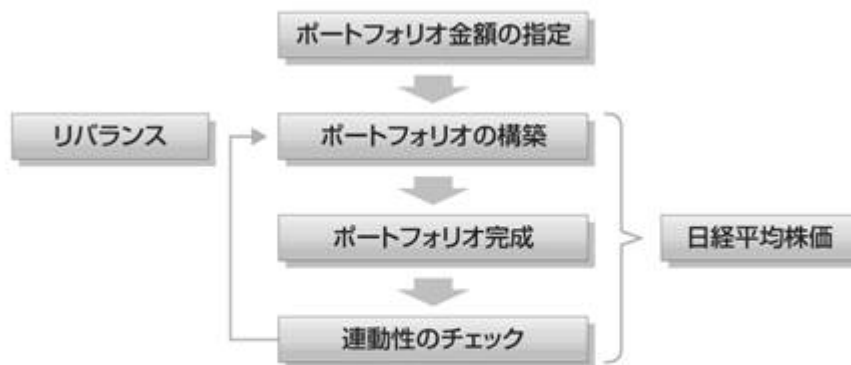 ポートフォリオ金額の指定
リバランス
ポートフォリオの構築
ポートフォリオ完成
日経平均株価
連動性のチェック